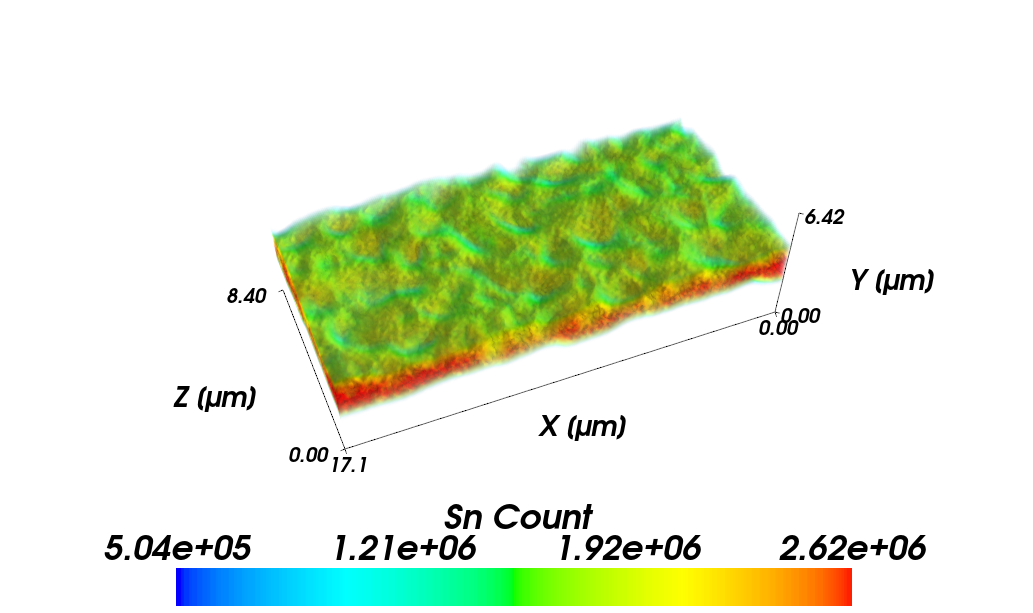 6.42
Y (µm)
8.40
0.00
0.00
Z (µm)
X (µm)
0.00
17.1
Sn Count
5.04e+05 1.21e+06 1.92e+06 2.62e+06